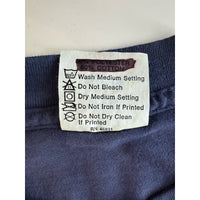 Wash Medium Setting
Do Not Bleach
Dry Medium Setting
Do Not Iron If Printed
Do Not Dry Clean
If Printed